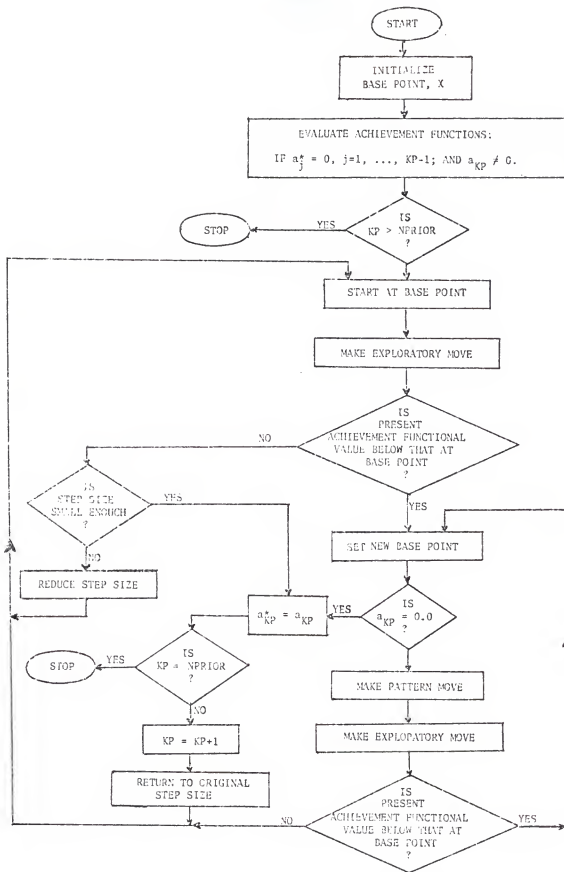 START
INITIALIZE
BASE POINT, X
EVALUATE ACHIEVEMENT FUNCTIONS:
IF a*j = 0, j=1, ..., KP-1; AND aKP ≠ 0.
IS
KP > NPRIOR
?
YES
STOP
START AT BASE POINT
MAKE EXPLORATORY MOVE
IS
PRESENT
ACHIEVEMENT FUNCTIONAL
VALUE BELOW THAT AT
BASE POINT
?
NO
YES
IS
STEP SIZE
SMALL ENOUGH
?
YES
NO
REDUCE STEP SIZE
SET NEW BASE POINT
IS
aKP = 0.0
?
YES
a*KP = aKP
IS
KP = NPRIOR
?
YES
STOP
NO
KP = KP+1
RETURN TO ORIGINAL
STEP SIZE
MAKE PATTERN MOVE
MAKE EXPLORATORY MOVE
IS
PRESENT
ACHIEVEMENT FUNCTIONAL
VALUE BELOW THAT AT
BASE POINT
?
NO
YES